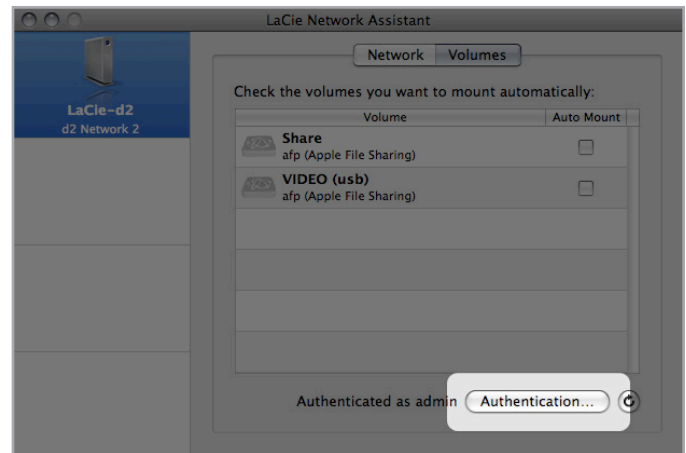 LaCie Network Assistant
LaCie-d2
d2 Network 2
Network Volumes
Check the volumes you want to mount automatically:
Volume Auto Mount
Share
afp (Apple File Sharing)
VIDEO (usb)
afp (Apple File Sharing)
Authenticated as admin Authentication...